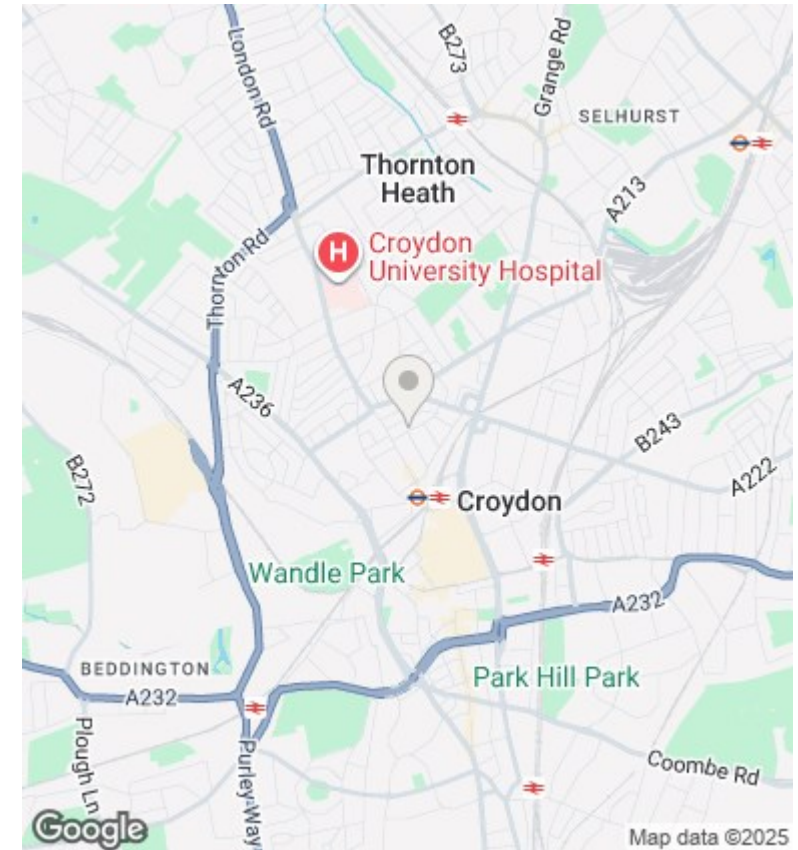 London Rd
B273
Grange Rd
SELHURST
Thornton
Heath
A213
H
Croydon
University Hospital
Thornton Rd
A236
B243
A222
B272
Croydon
Wandle Park
A232
BEDDINGTON
A232
Park Hill Park
Plough Ln
Purley Way
Coombe Rd
Google
Map data ©2025